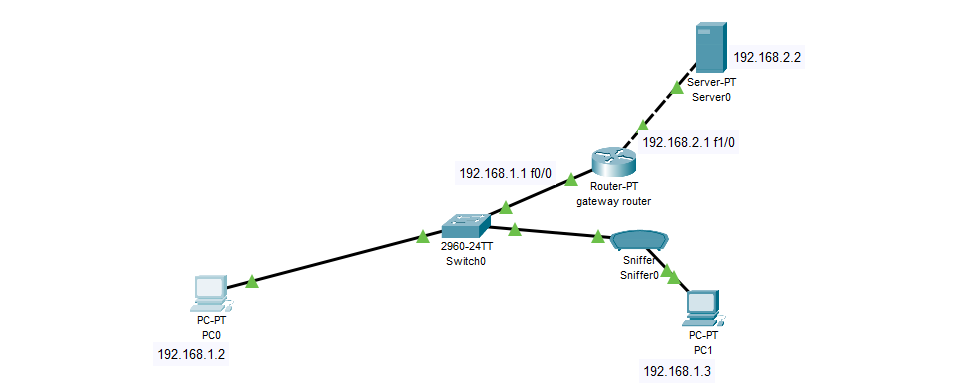 192.168.2.2
Server-PT
Server0
192.168.2.1 f1/0
192.168.1.1 f0/0
Router-PT
gateway router
2960-24TT
Switch0
Sniffer
Sniffer0
PC-PT
PC0
192.168.1.2
PC-PT
PC1
192.168.1.3